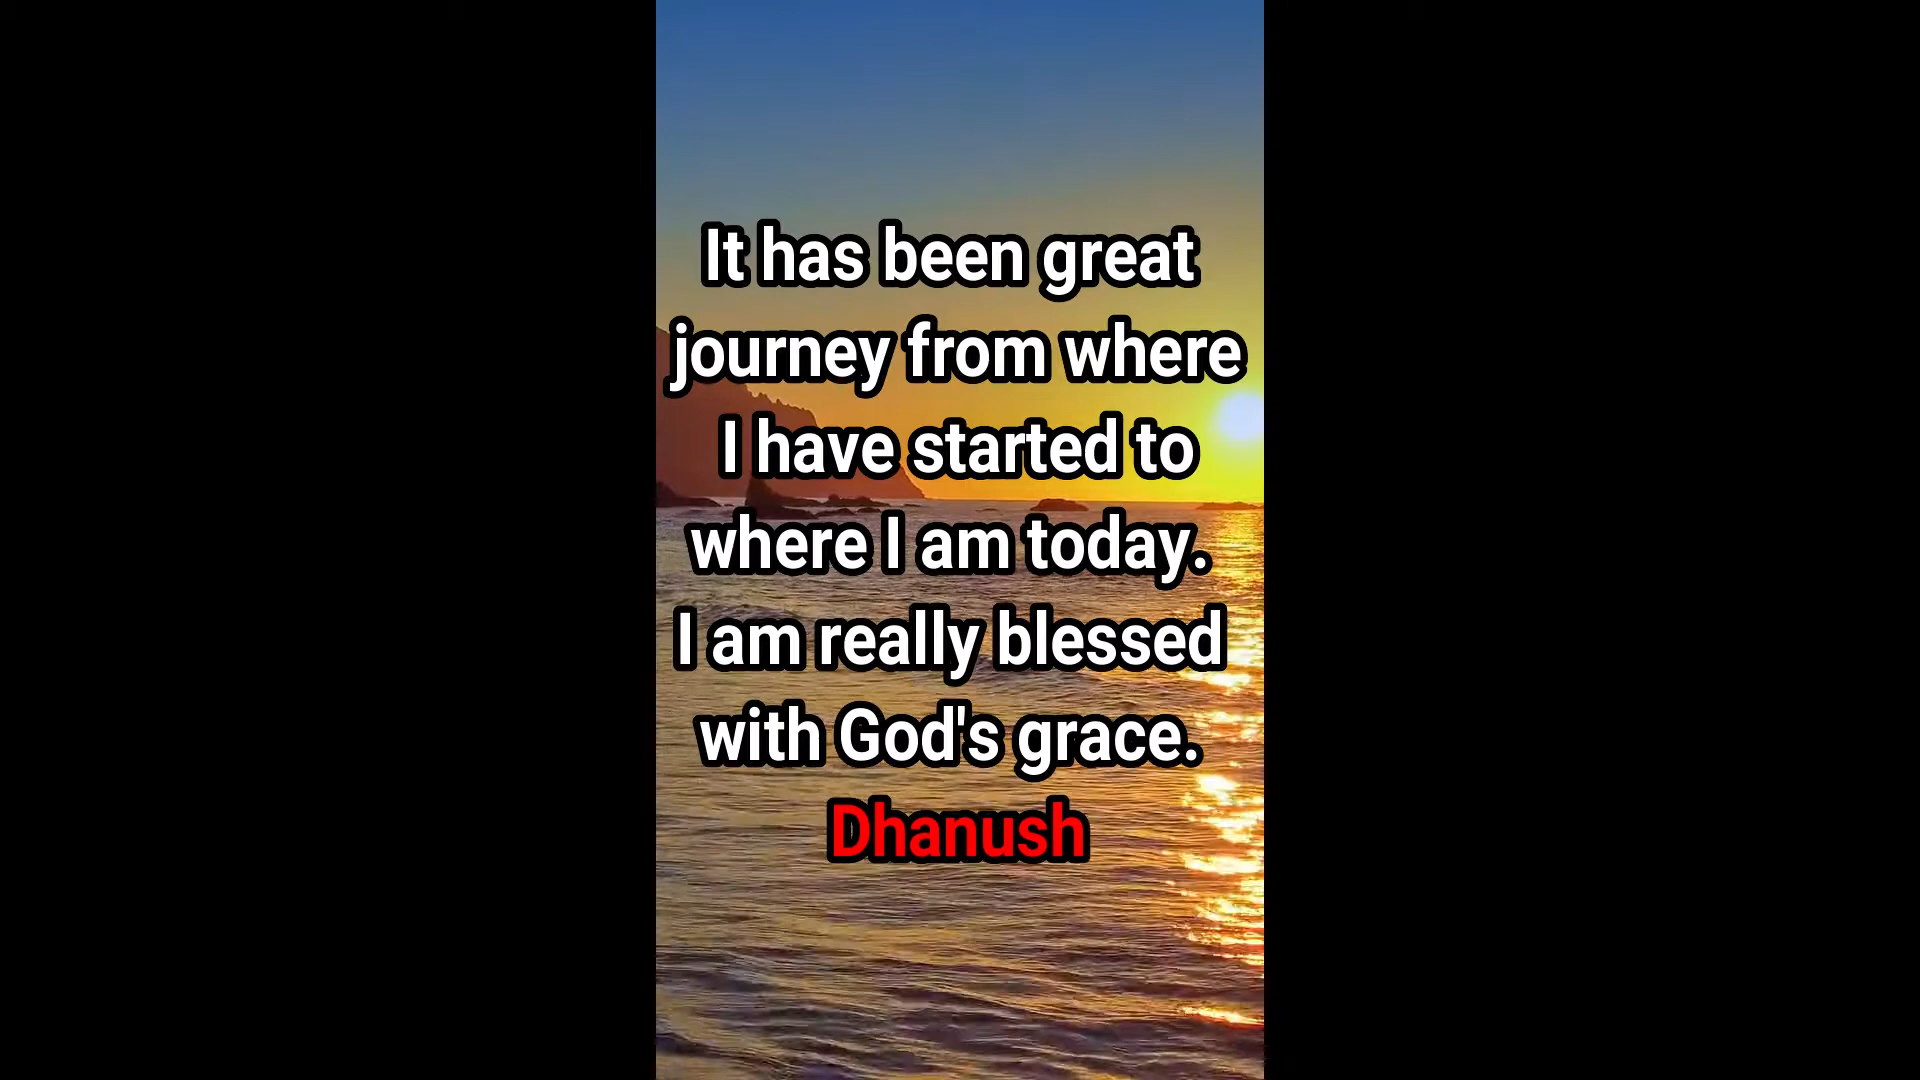 It has been great
journey from where
I have started to
where I am today.
I am really blessed
with God's grace.
Dhanush